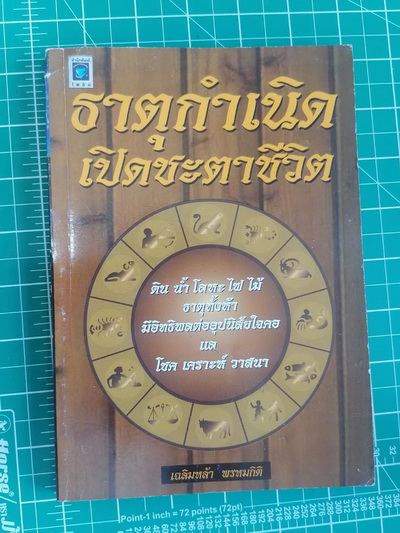 ธาตุกำเนิด
เปิดชะตาชีวิต
ดิน น้ำ โลหะ ไฟ ไม้
ธาตุทั้งห้า
มีอิทธิพลต่ออุปนิสัยใจคอ
แล
โชค เคราะห์ วาสนา
เฉลิมหล้า พรหมกิติ
Point-1 inch = 72 points (72pt)
Horse